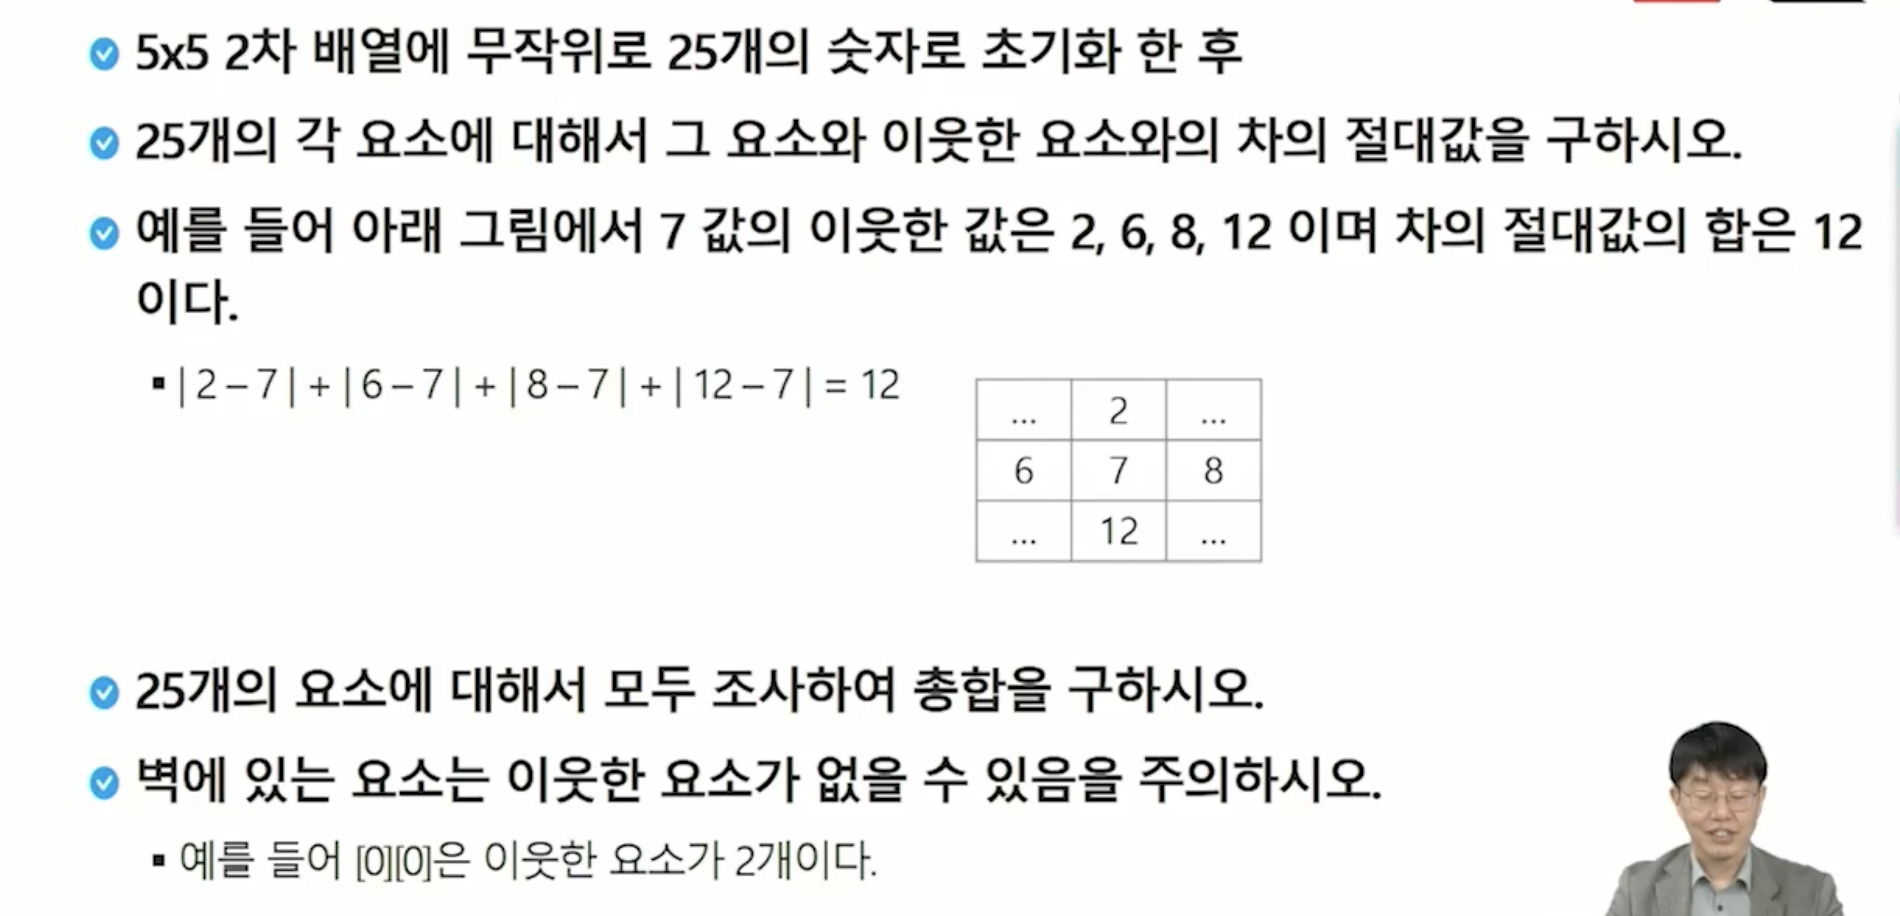 5x5 2차 배열에 무작위로 25개의 숫자로 초기화 한 후
25개의 각 요소에 대해서 그 요소와 이웃한 요소와의 차의 절대값을 구하시오.
예를 들어 아래 그림에서 7 값의 이웃한 값은 2, 6, 8, 12 이며 차의 절대값의 합은 12
이다.
| 2 – 7 | + | 6 – 7 | + | 8 – 7 | + | 12 – 7 | = 12
... 2 ...
6 7 8
... 12 ...
25개의 요소에 대해서 모두 조사하여 총합을 구하시오.
벽에 있는 요소는 이웃한 요소가 없을 수 있음을 주의하시오.
예를 들어 [0][0]은 이웃한 요소가 2개이다.